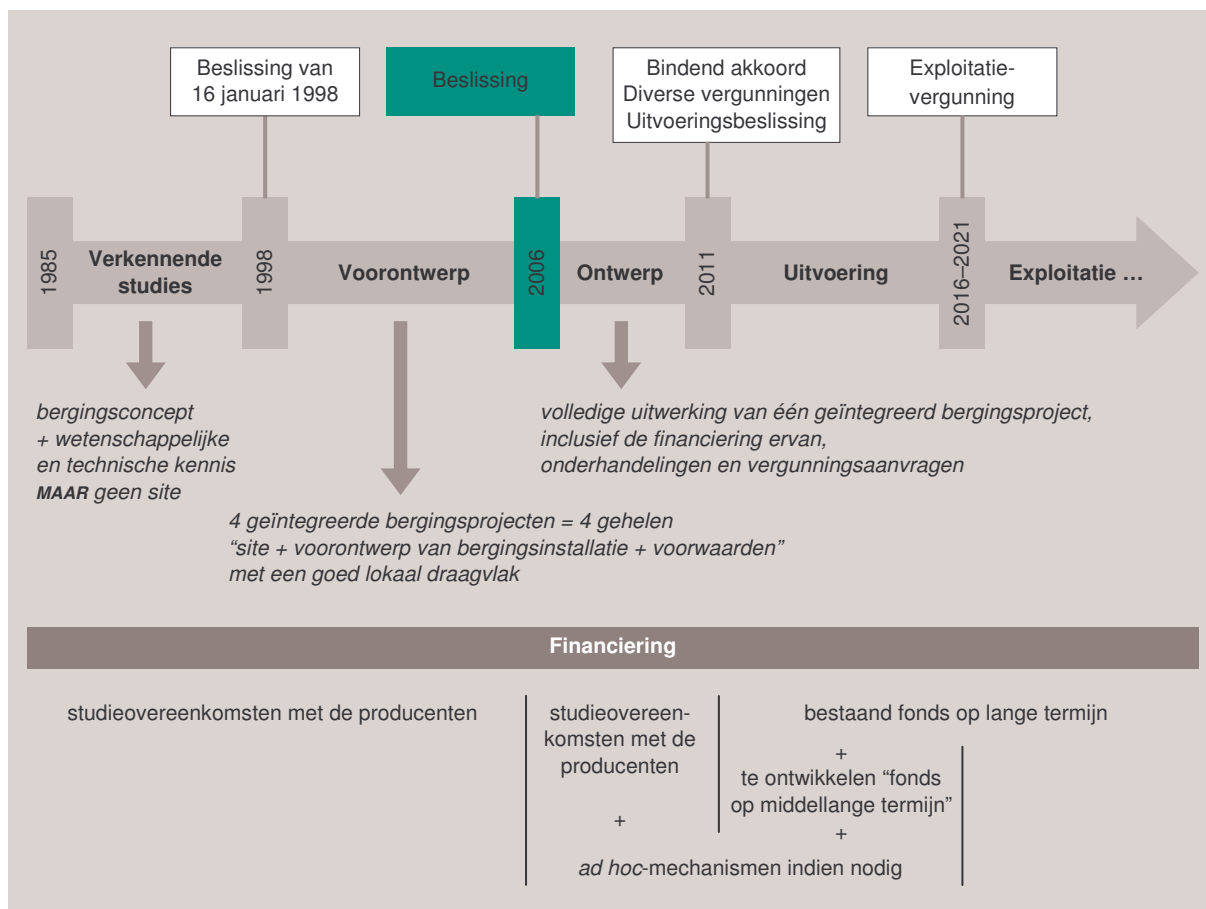 Beslissing van
16 januari 1998
Beslissing
Bindend akkoord
Diverse vergunningen
Uitvoeringsbeslissing
Exploitatie-
vergunning
1985
Verkennende
studies
1998
Voorontwerp
2006
Ontwerp
2011
Uitvoering
2016–2021
Exploitatie …
bergingsconcept
+ wetenschappelijke
en technische kennis
MAAR geen site
volledige uitwerking van één geïntegreerd bergingsproject,
inclusief de financiering ervan,
onderhandelingen en vergunningsaanvragen
4 geïntegreerde bergingsprojecten = 4 gehelen
“site + voorontwerp van bergingsinstallatie + voorwaarden”
met een goed lokaal draagvlak
Financiering
studieovereenkomsten met de producenten
studieovereen-
komsten met de
producenten
+
bestaand fonds op lange termijn
+
te ontwikkelen “fonds
op middellange termijn”
+
ad hoc-mechanismen indien nodig